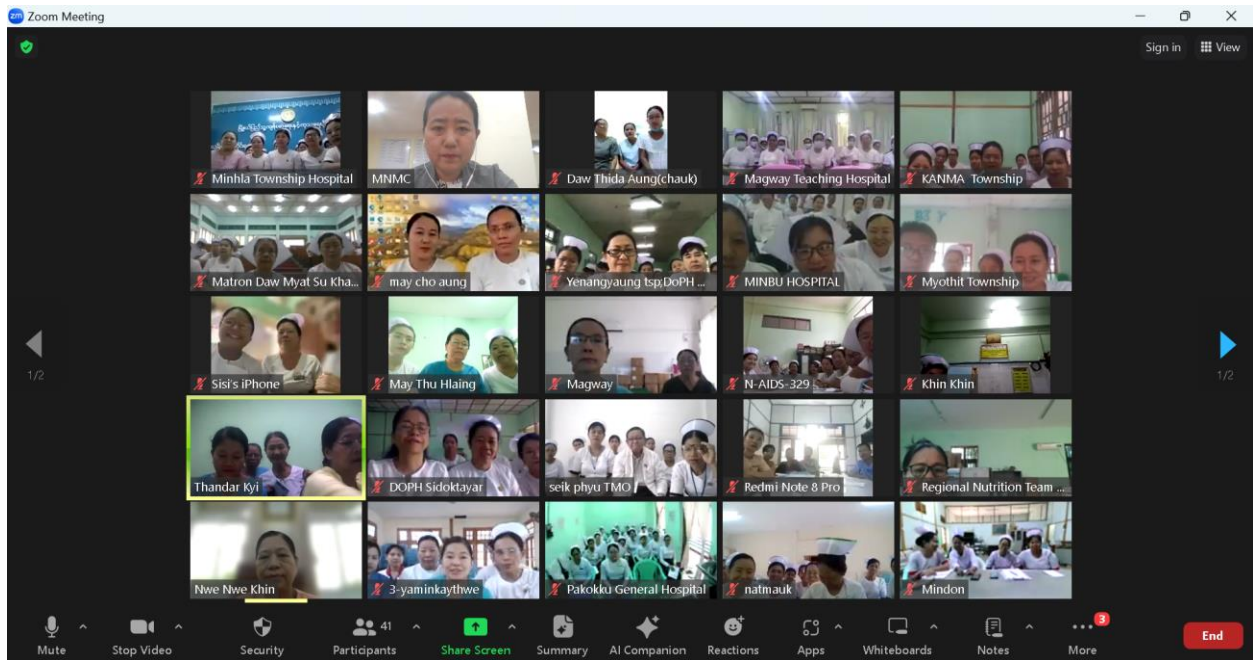 zm Zoom Meeting
Sign in
View
Minhla Township Hospital
MNMC
Daw Thida Aung(chauk)
Magway Teaching Hospital
KANMA Township
Matron Daw Myat Su Kha...
may cho aung
Yenangyaung tsp;DoPH ...
MINBU HOSPITAL
Myothit Township
1/2
1/2
Sisi's iPhone
May Thu Hlaing
Magway
N-AIDS-329
Khin Khin
Thandar Kyi
DOPH Sidoktayar
seik phyu TMO
Redmi Note 8 Pro
Regional Nutrition Team ...
Nwe Nwe Khin
3-yaminkaythwe
Pakokku General Hospital
natmauk
Mindon
41
3
Mute
Stop Video
Security
Participants
Share Screen
Summary
AI Companion
Reactions
Apps
Whiteboards
Notes
More
End